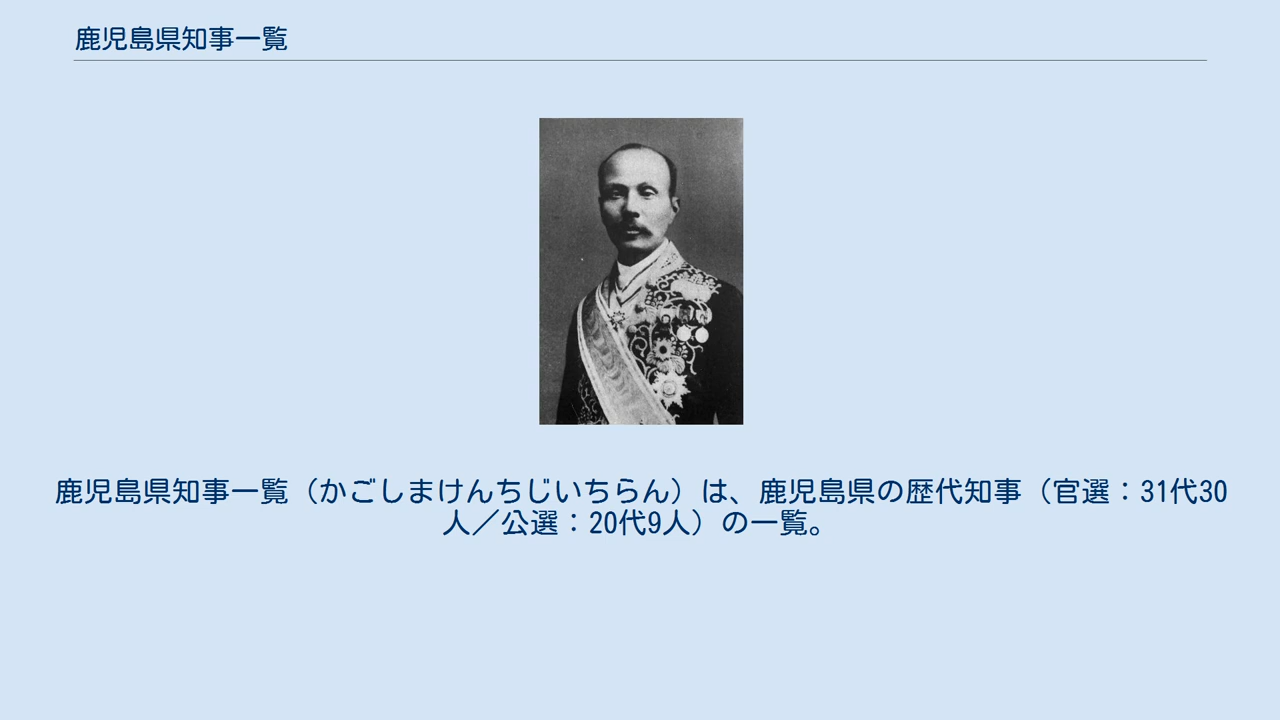 鹿児島県知事一覧
鹿児島県知事一覧（かごしまけんちじいちらん）は、鹿児島県の歴代知事（官選：31代30
人／公選：20代9人）の一覧。